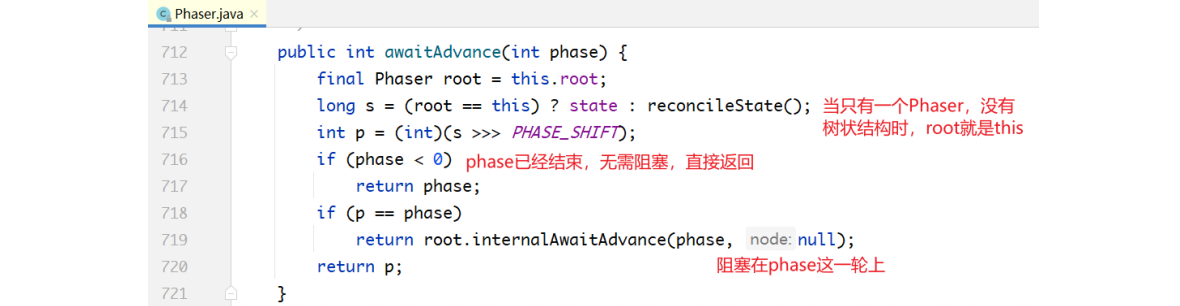 Phaser.java
711
712 public int awaitAdvance(int phase) {
713 final Phaser root = this.root;
714 long s = (root == this) ? state : reconcileState(); 当只有一个Phaser，没有
树状结构时，root就是this
715 int p = (int)(s >>> PHASE_SHIFT);
716 if (phase < 0) phase已经结束，无需阻塞，直接返回
717 return phase;
718 if (p == phase)
719 return root.internalAwaitAdvance(phase, node: null);
720 return p; 阻塞在phase这一轮上
721 }